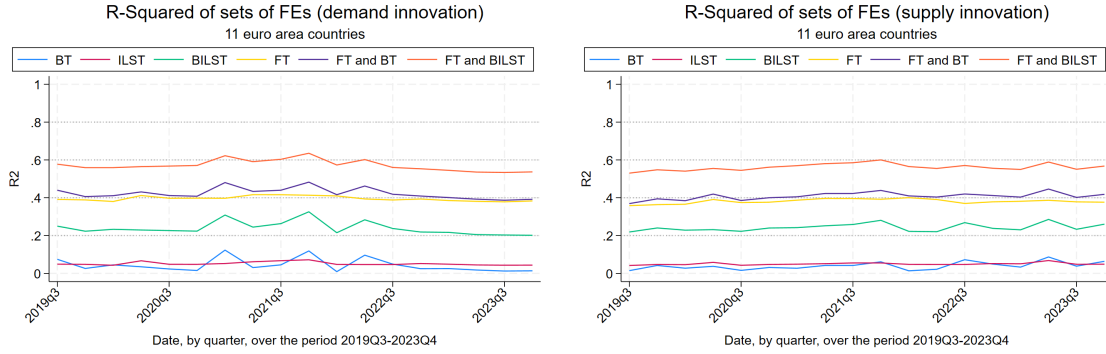 R-Squared of sets of FEs (demand innovation)
11 euro area countries
BT ILST BILST FT FT and BT FT and BILST
1
.8
.6
.4
.2
0
R2
2019Q3 2020Q3 2021Q3 2022Q3 2023Q3
Date, by quarter, over the period 2019Q3-2023Q4
R-Squared of sets of FEs (supply innovation)
11 euro area countries
BT ILST BILST FT FT and BT FT and BILST
1
.8
.6
.4
.2
0
R2
2019Q3 2020Q3 2021Q3 2022Q3 2023Q3
Date, by quarter, over the period 2019Q3-2023Q4